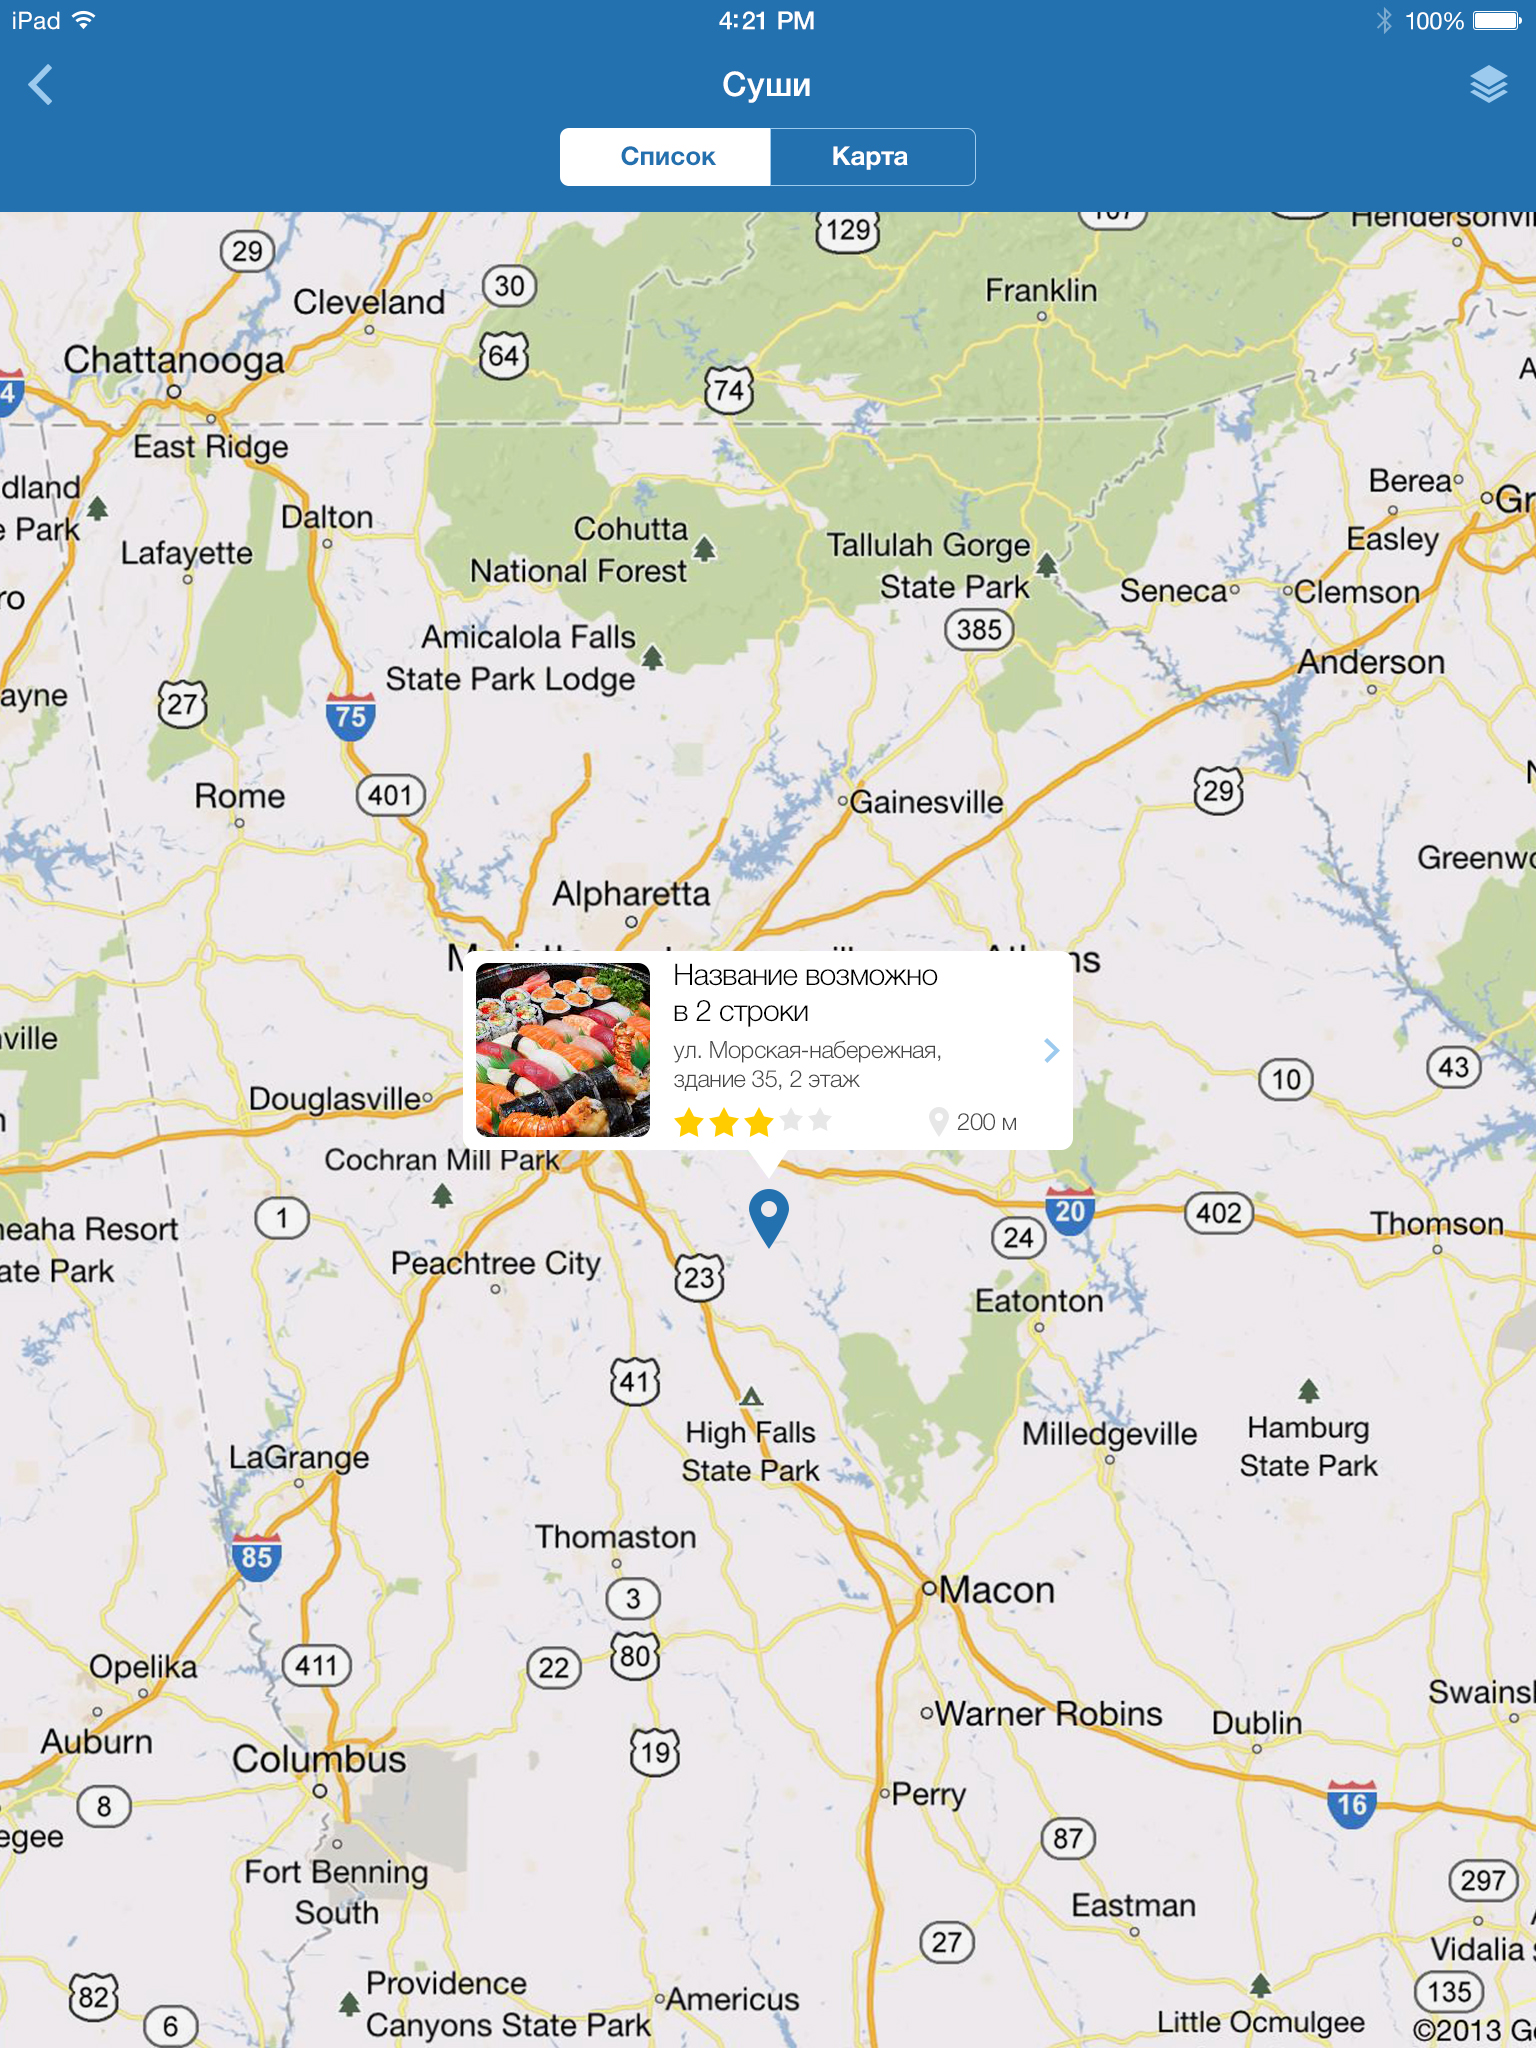 iPad
4:21 PM
100%
Суши
Список
Карта
129
Hendersonvi
29
30
Franklin
Cleveland
64
Chattanooga
74
4
East Ridge
Berea
Gr
dland
e Park
Dalton
Cohutta
National Forest
Tallulah Gorge
State Park
Easley
Lafayette
Seneca
Clemson
ro
385
Amicalola Falls
State Park Lodge
Anderson
ayne
27
75
Rome
401
Gainesville
29
Greenwo
Alpharetta
Название возможно
в 2 строки
ул. Морская-набережная,
здание 35, 2 этаж
200 м
ville
10
43
Douglasville
Cochran Mill Park
1
20
402
neaha Resort
ate Park
24
Thomson
Peachtree City
23
Eatonton
41
High Falls
State Park
Milledgeville
Hamburg
State Park
LaGrange
85
Thomaston
3
Macon
80
22
411
Opelika
Swainsl
Auburn
Warner Robins
Dublin
Columbus
19
8
Perry
16
egee
87
Fort Benning
South
297
Eastman
27
Vidalia
82
Providence
Canyons State Park
Americus
135
6
Little Ocmulgee
©2013 Go